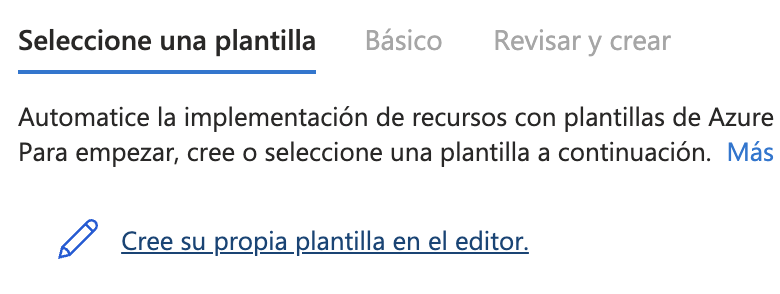 Seleccione una plantilla Básico Revisar y crear
Automatice la implementación de recursos con plantillas de Azure
Para empezar, cree o seleccione una plantilla a continuación. Más
Cree su propia plantilla en el editor.